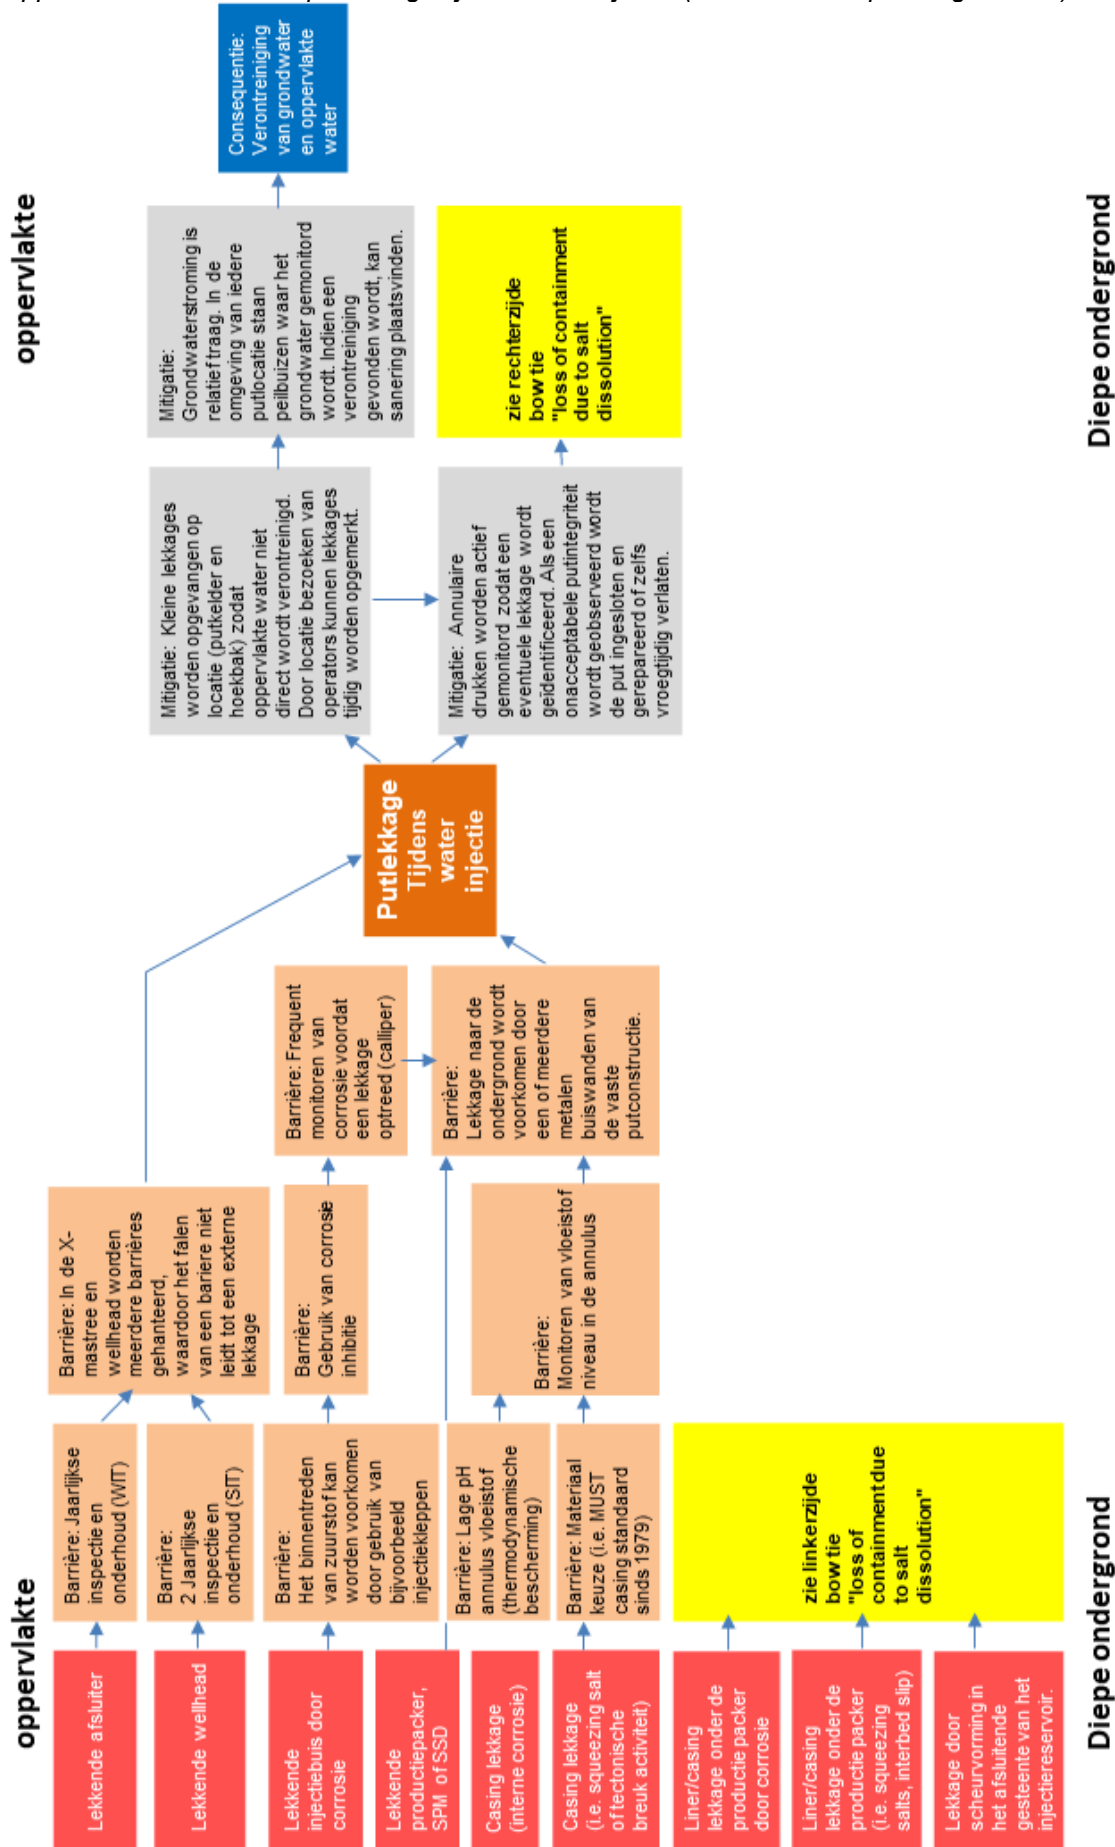 oppervlakte
oppervlakte
Lekkende afsluiter
Lekkende wellhead
Lekkende
injectiebuis door
corrosie
Lekkende
productiepacker,
SPM of SSD
Casing lekkage
(interne corrosie)
Casing lekkage
(i.e. squeezing salt
of tectonische
breuk activiteit)
Liner/casing
lekkage onder de
productie packer
door corrosie
Liner/casing
lekkage onder de
productie packer
(i.e. squeezing
salts, interbed slip)
Lekkage door
scheurvorming in
het afsluitende
gesteente van het
injectiereservoir.
Barrière: Jaarlijkse
inspectie en
onderhoud (WIT)
Barrière:
2 Jaarlijkse
inspectie en
onderhoud (SIT)
Barrière:
Het binnentreden
van zuurstof kan
worden voorkomen
door gebruik van
bijvoorbeeld
injectiekleppen
Barrière: Lage pH
annulus vloeistof
(thermodynamische
bescherming)
Barrière: Materiaal
keuze (i.e. MUST
casing standaard
sinds 1979)
zie linkerzijde
bow tie
"loss of
containment due
to salt
dissolution"
Barrière: In de X-
mastree en
wellhead worden
meerdere barrières
gehanteerd,
waardoor het falen
van een bariere niet
leidt tot een externe
lekkage
Barrière:
Gebruik van corrosie
inhibitie
Barrière:
Monitoren van vloeistof
niveau in de annulus
Barrière: Frequent
monitoren van
corrosie voordat
een lekkage
optreed (calliper)
Barrière:
Lekkage naar de
ondergrond wordt
voorkomen door
een of meerdere
metalen
buiswanden van
de vaste
putconstructie.
Putlekkage
Tijdens
water
injectie
Mitigatie: Kleine lekkages
worden opgevangen op
locatie (putkelder en
hoekbak) zodat
oppervlakte water niet
direct wordt verontreinigd.
Door locatie bezoeken van
operators kunnen lekkages
tijdig worden opgemerkt.
Mitigatie: Annulaire
drukken worden actief
gemonitord zodat een
eventuele lekkage wordt
geïdentificeerd. Als een
onacceptabele putintegriteit
wordt geobserveerd wordt
de put ingesloten en
gerepareerd of zelfs
vroegtijdig verlaten.
Mitigatie:
Grondwaterstroming is
relatief traag. In de
omgeving van iedere
putlocatie staan
peilbuizen waar het
grondwater gemonitord
wordt. Indien een
verontreiniging
gevonden wordt, kan
sanering plaatsvinden.
zie rechterzijde
bow tie
"loss of containment
due to salt
dissolution"
Consequentie:
Verontreiniging
van grondwater
en oppervlakte
water
Diepe ondergrond
Diepe ondergrond